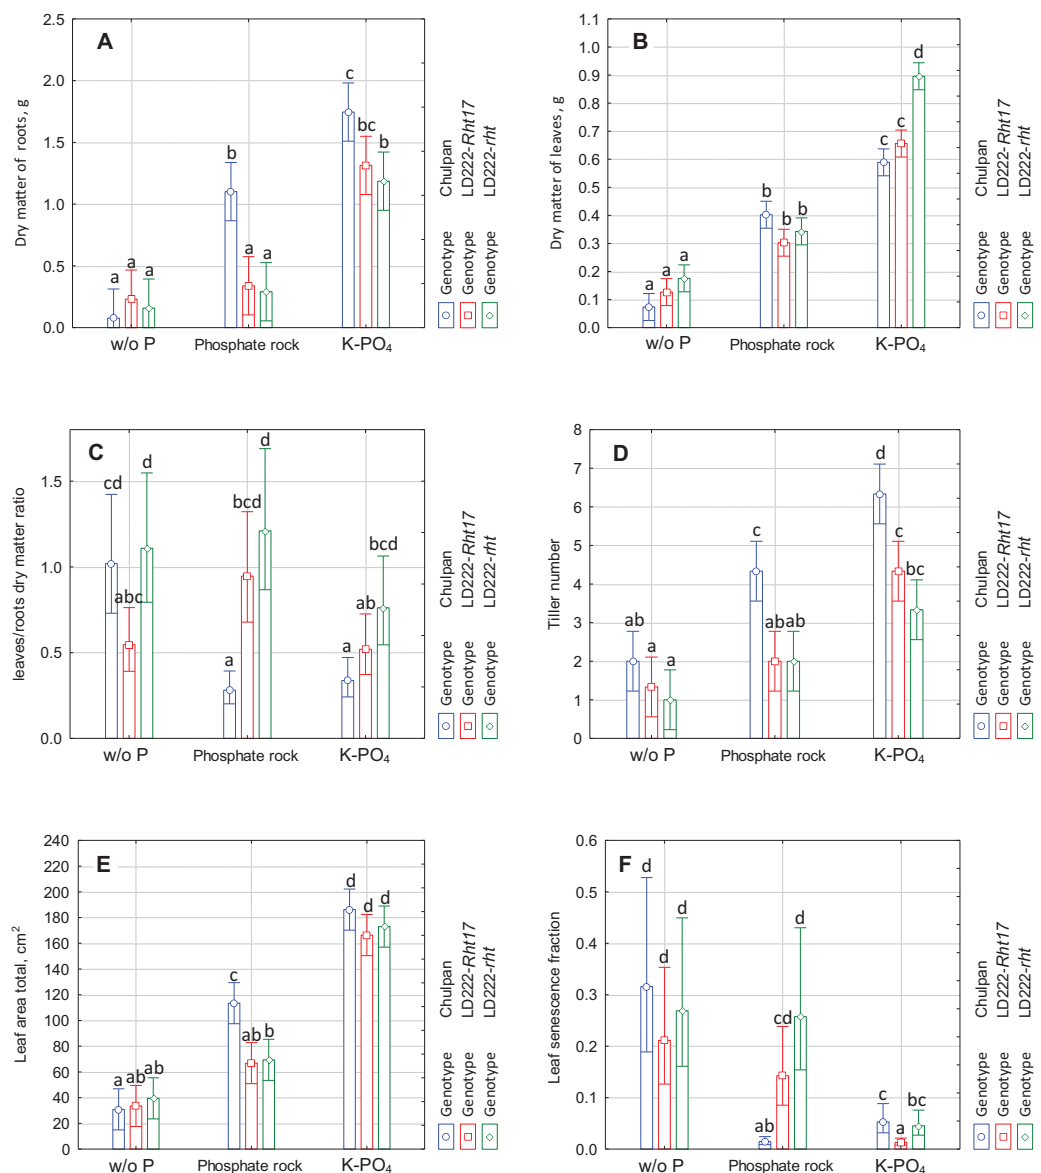 A
Dry matter of roots, g
2.5
2.0
1.5
1.0
0.5
0.0
a
a
a
b
a
a
c
bc
b
w/o P
Phosphate rock
K-PO₄
Genotype Chulpan
Genotype LD222-Rht17
Genotype LD222-rht
B
Dry matter of leaves, g
1.1
1.0
0.9
0.8
0.7
0.6
0.5
0.4
0.3
0.2
0.1
0.0
a
a
a
b
b
b
c
c
d
w/o P
Phosphate rock
K-PO₄
Genotype Chulpan
Genotype LD222-Rht17
Genotype LD222-rht
C
leaves/roots dry matter ratio
1.5
1.0
0.5
0.0
cd
abc
d
a
bcd
d
a
ab
bcd
w/o P
Phosphate rock
K-PO₄
Genotype Chulpan
Genotype LD222-Rht17
Genotype LD222-rht
D
Tiller number
8
7
6
5
4
3
2
1
0
ab
a
a
c
ab
ab
d
c
bc
w/o P
Phosphate rock
K-PO₄
Genotype Chulpan
Genotype LD222-Rht17
Genotype LD222-rht
E
Leaf area total, cm²
240
220
200
180
160
140
120
100
80
60
40
20
0
a
ab
ab
c
ab
b
d
d
d
w/o P
Phosphate rock
K-PO₄
Genotype Chulpan
Genotype LD222-Rht17
Genotype LD222-rht
F
Leaf senescence fraction
0.6
0.5
0.4
0.3
0.2
0.1
0.0
d
d
d
ab
cd
d
c
a
bc
w/o P
Phosphate rock
K-PO₄
Genotype Chulpan
Genotype LD222-Rht17
Genotype LD222-rht